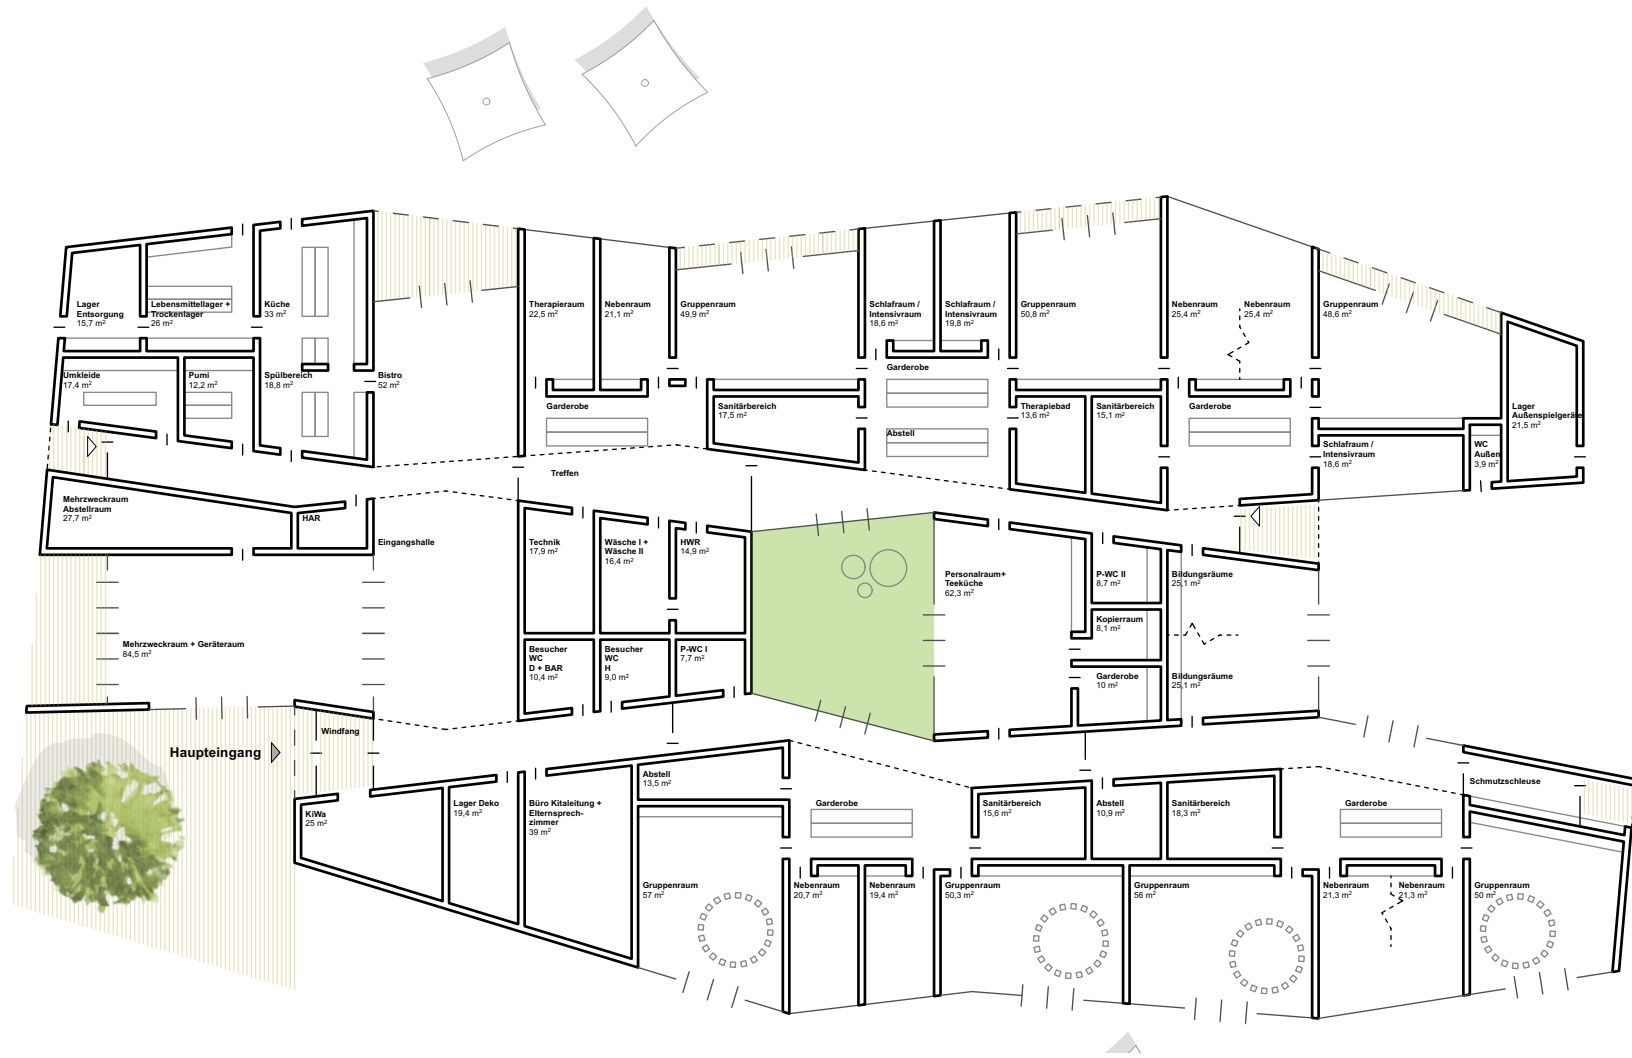 Lager
Entsorgung
15,7 m²
Lebensmittellager +
Trockenlager
26 m²
Küche
33 m²
Therapieraum
22,5 m²
Nebenraum
21,1 m²
Gruppenraum
49,9 m²
Schlafraum /
Intensivraum
18,6 m²
Schlafraum /
Intensivraum
19,8 m²
Gruppenraum
50,8 m²
Nebenraum
25,4 m²
Nebenraum
25,4 m²
Gruppenraum
48,6 m²
Umkleide
17,4 m²
Pumi
12,2 m²
Spülbereich
18,8 m²
Bistro
52 m²
Garderobe
Garderobe
Sanitärbereich
17,5 m²
Abstell
Therapiebad
13,6 m²
Sanitärbereich
15,1 m²
Garderobe
Lager
Außenspielgeräte
21,5 m²
Schlafraum /
Intensivraum
18,6 m²
WC
Außen
3,9 m²
Treffen
Mehrzweckraum
Abstellraum
27,7 m²
HAR
Eingangshalle
Technik
17,9 m²
Wäsche I +
Wäsche II
16,4 m²
HWR
14,9 m²
Personalraum+
Teeküche
62,3 m²
P-WC II
8,7 m²
Bildungsräume
25,1 m²
Kopierraum
8,1 m²
Mehrzweckraum + Geräteraum
84,5 m²
Besucher
WC
D + BAR
10,4 m²
Besucher
WC
H
9,0 m²
P-WC I
7,7 m²
Garderobe
10 m²
Bildungsräume
25,1 m²
Windfang
Haupteingang
Schmutzschleuse
KiWa
25 m²
Lager Deko
19,4 m²
Büro Kitaleitung +
Elternsprech-
zimmer
39 m²
Abstell
13,5 m²
Garderobe
Sanitärbereich
15,6 m²
Abstell
10,9 m²
Sanitärbereich
18,3 m²
Garderobe
Gruppenraum
57 m²
Nebenraum
20,7 m²
Nebenraum
19,4 m²
Gruppenraum
50,3 m²
Gruppenraum
56 m²
Nebenraum
21,3 m²
Nebenraum
21,3 m²
Gruppenraum
50 m²